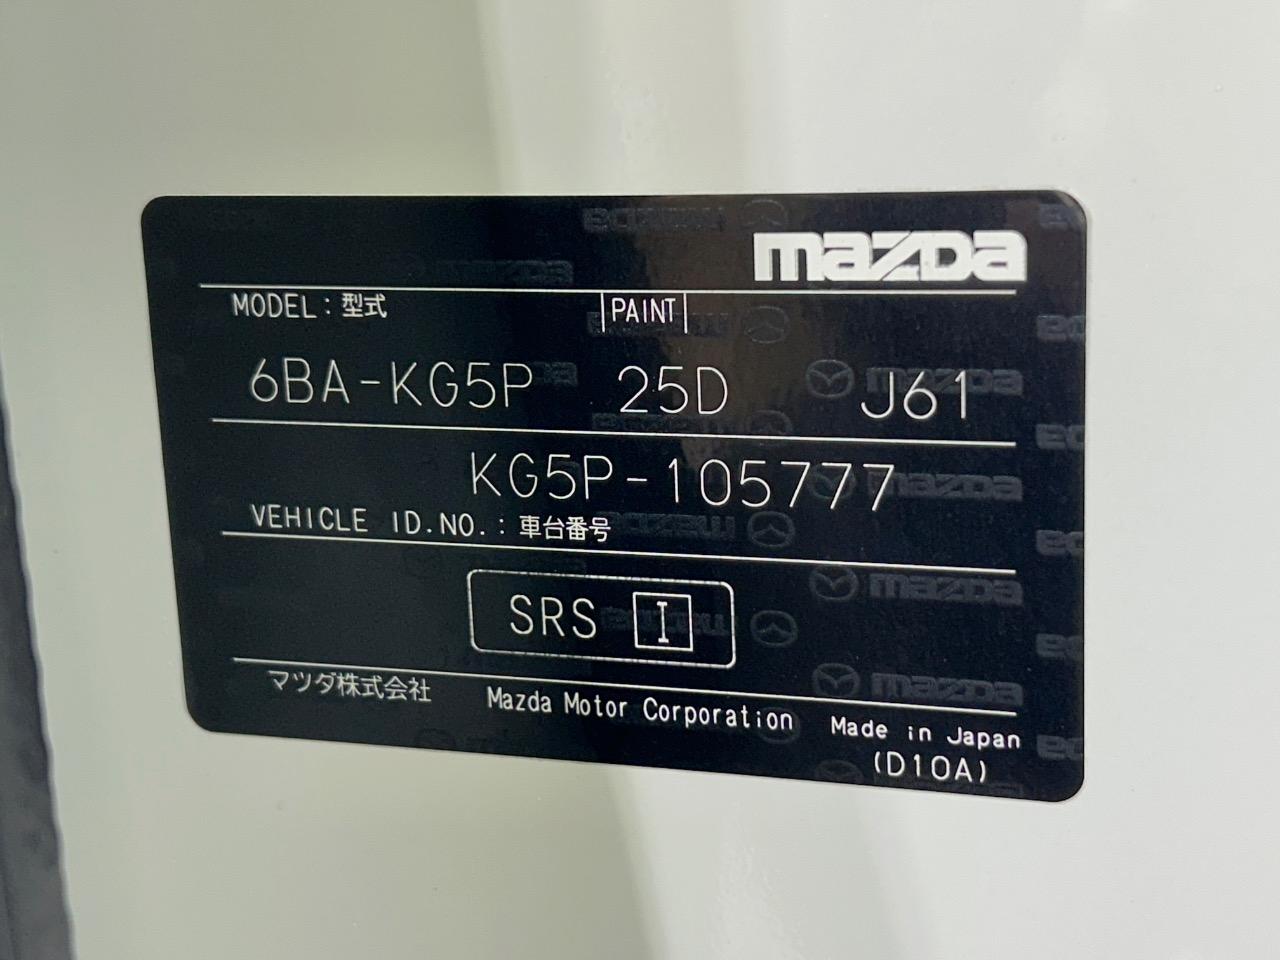 mazda
MODEL：型式 PAINT
6BA-KG5P 25D J61
KG5P-105777
VEHICLE ID.NO.：車台番号
SRS I
マツダ株式会社 Mazda Motor Corporation Made in Japan
(D10A)